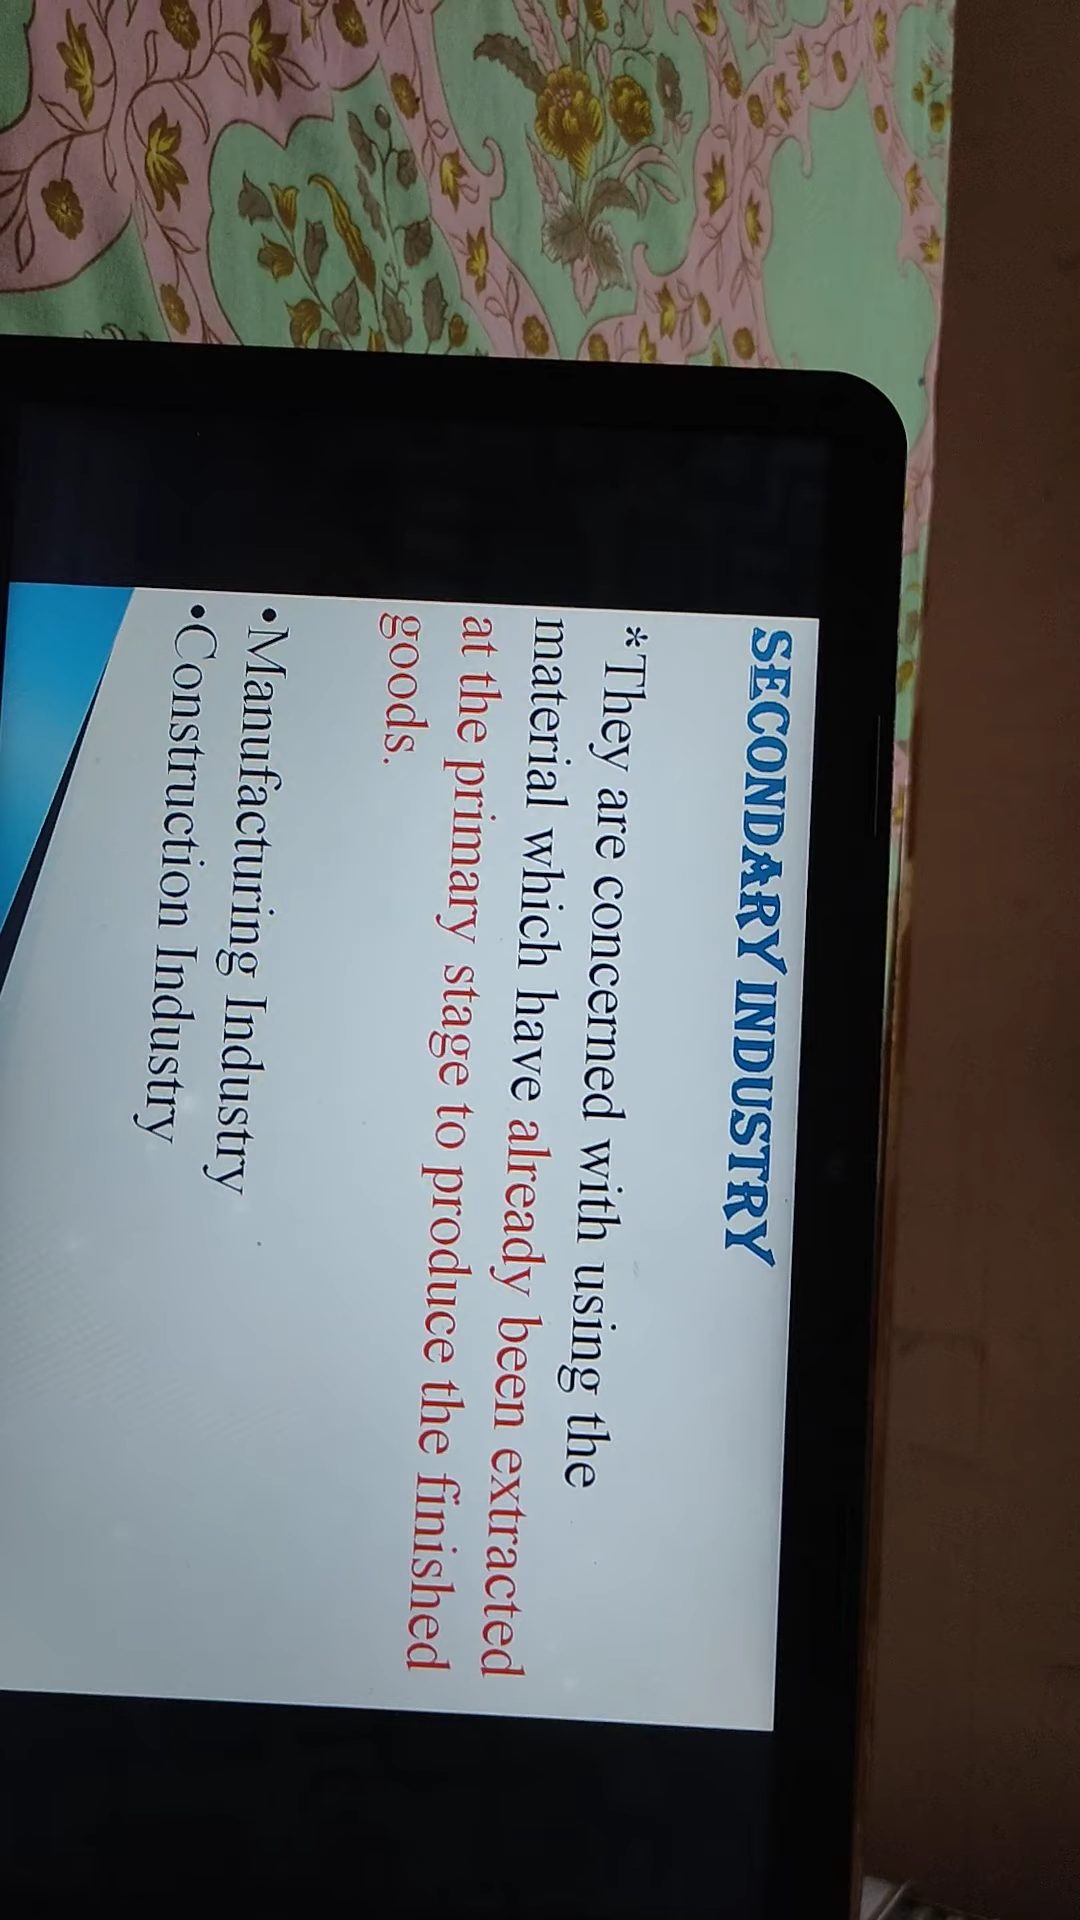 SECONDARY INDUSTRY
*They are concerned with using the
material which have already been extracted
at the primary stage to produce the finished
goods.
•Manufacturing Industry
•Construction Industry